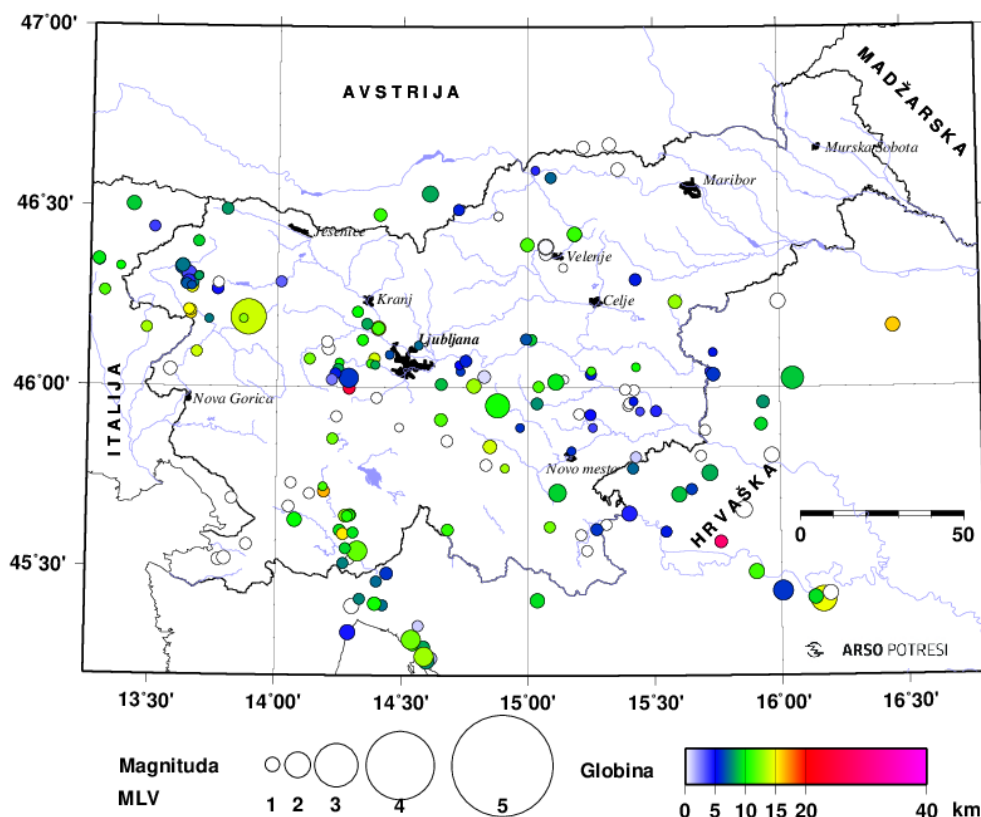 47˚00'
AVSTRIJA
MADŽARSKA
Murska Sobota
Maribor
46˚30'
Jesenice
Velenje
Kranj
Celje
Ljubljana
46˚00'
ITALIJA
Nova Gorica
Novo mesto
HRVAŠKA
0 50
45˚30'
ARSO POTRESI
13˚30' 14˚00' 14˚30' 15˚00' 15˚30' 16˚00' 16˚30'
Magnituda
MLV
1 2 3 4 5
Globina
0 5 10 15 20 40 km